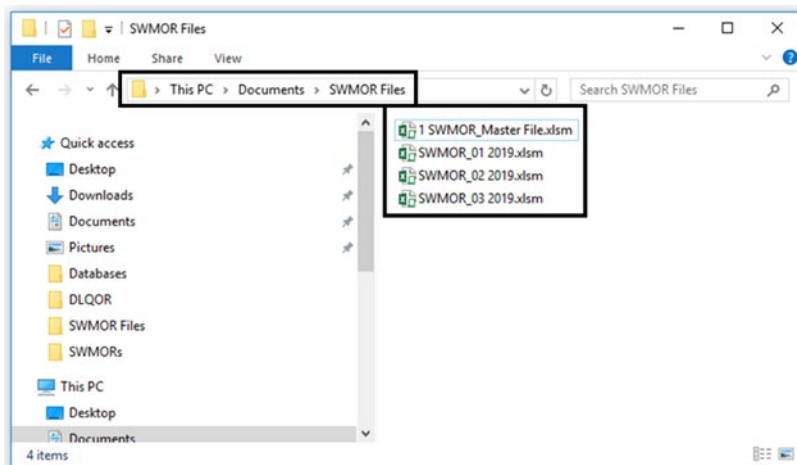 SWMOR Files
File Home Share View
This PC > Documents > SWMOR Files
Search SWMOR Files
Quick access
Desktop
Downloads
Documents
Pictures
Databases
DLQOR
SWMOR Files
SWMORs
This PC
Desktop
Documents
1 SWMOR_Master File.xlsm
SWMOR_01 2019.xlsm
SWMOR_02 2019.xlsm
SWMOR_03 2019.xlsm
4 items